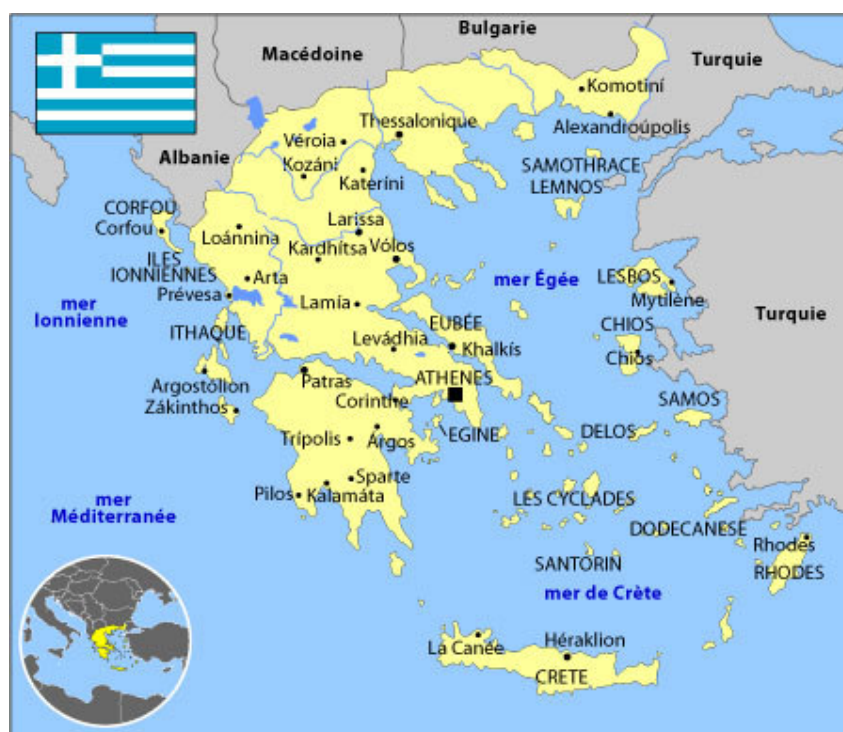 Bulgarie
Macédoine
Turquie
Komotiní
Thessalonique
Alexandroúpolis
Véroia
Albanie
Kozáni
Katerini
SAMOTHRACE
LEMNOS
CORFOU
Corfou
Larissa
Loánnina
Kardhítsa
Vólos
ILES
IONNIENNES
Arta
mer Égée
LESBOS
Prévesa
Mytilène
mer
Ionnienne
Lamía
Turquie
ITHAQUE
EUBÉE
CHIOS
Levádhia
Khalkís
Chios
Argostólion
Patras
ATHENES
Zákinthos
Corinthe
SAMOS
Trípolis
Argos
EGINE
DELOS
Sparte
mer
Méditerranée
Pilos
Kalamáta
LES CYCLADES
DODECANESE
Rhodes
SANTORIN
RHODES
mer de Crète
La Canée
Héraklion
CRETE